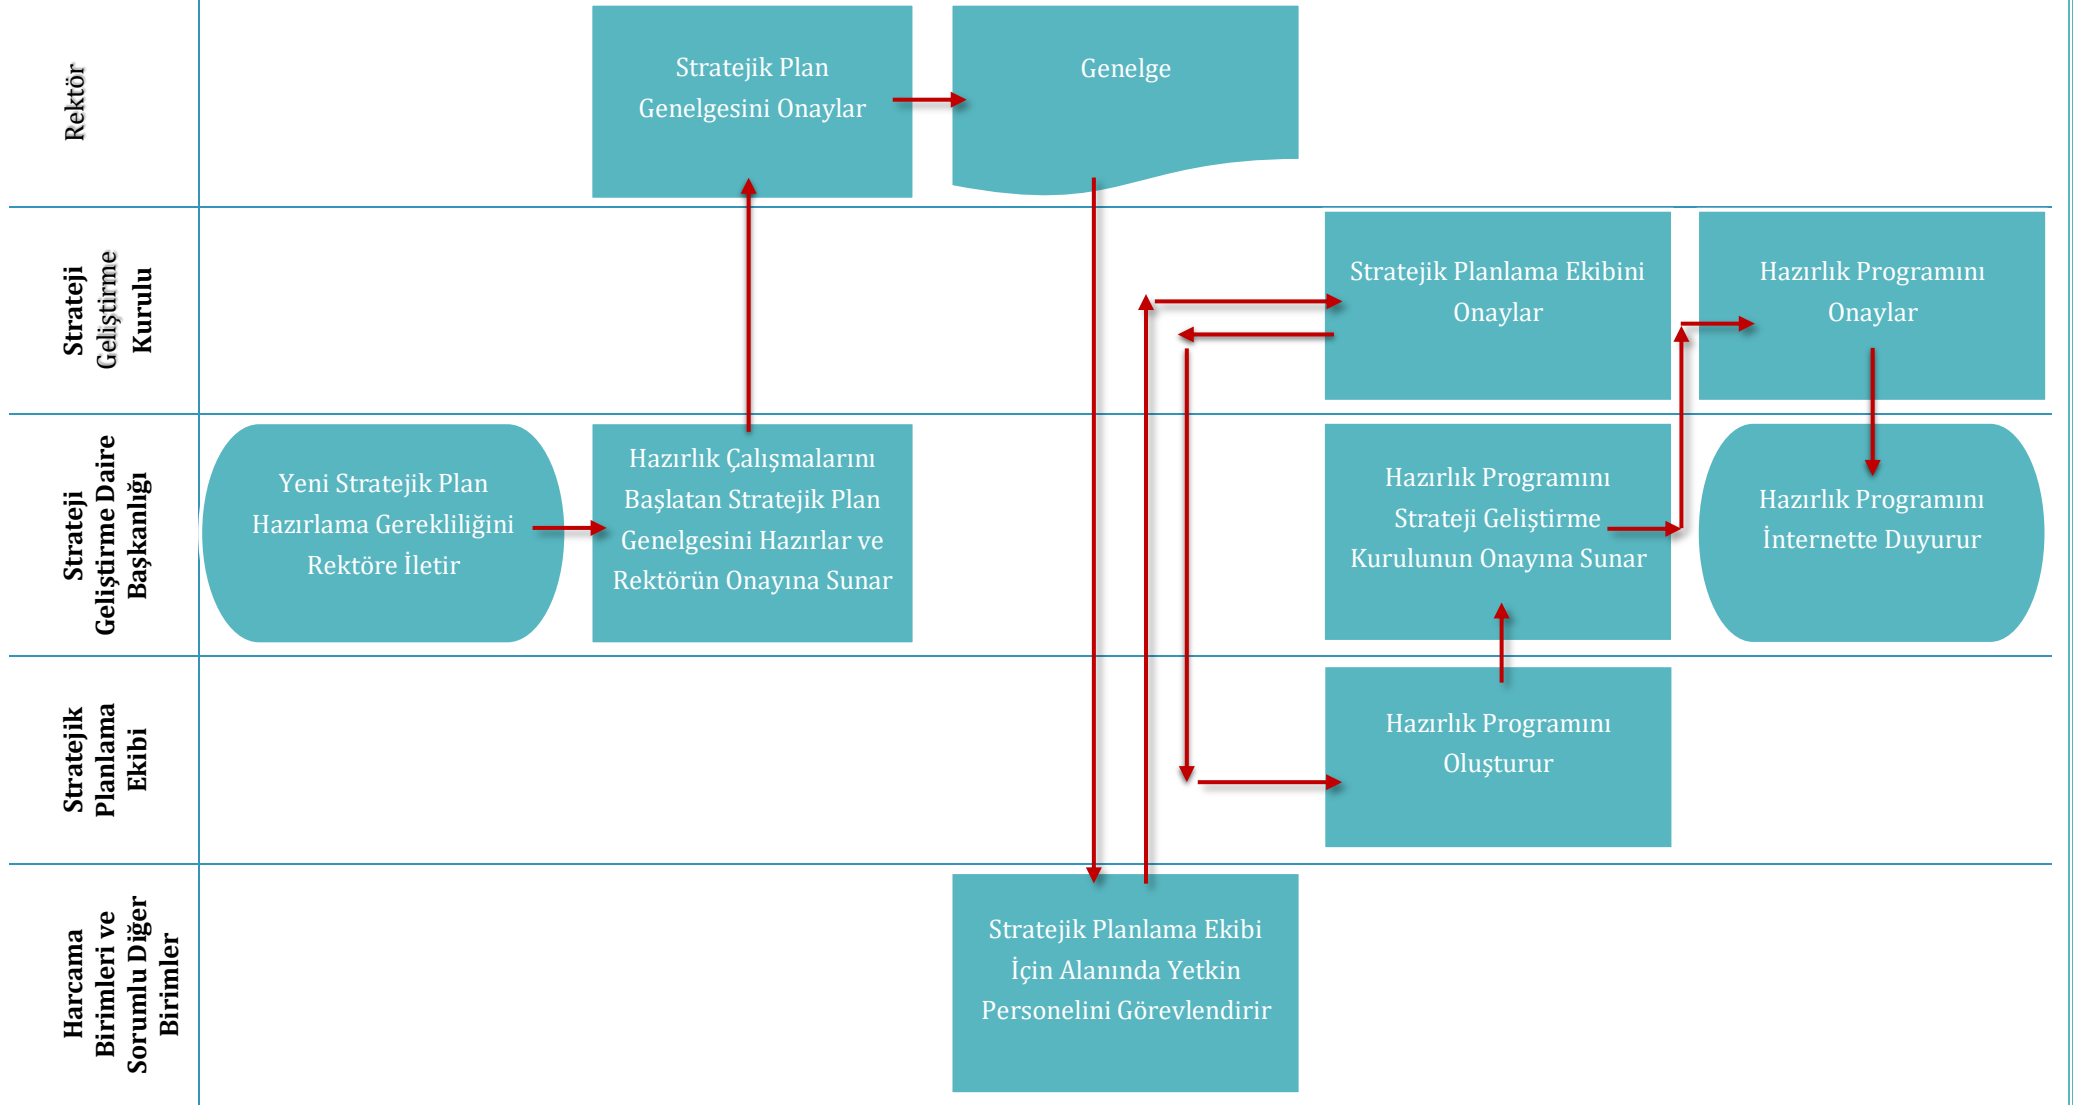 Rektör
Stratejik Plan
Genelgesini Onaylar
Genelge
Strateji
Geliştirme
Kurulu
Stratejik Planlama Ekibini
Onaylar
Hazırlık Programını
Onaylar
Strateji
Geliştirme Daire
Başkanlığı
Yeni Stratejik Plan
Hazırlama Gerekliliğini
Rektöre İletir
Hazırlık Çalışmalarını
Başlatan Stratejik Plan
Genelgesini Hazırlar ve
Rektörün Onayına Sunar
Hazırlık Programını
Strateji Geliştirme
Kurulunun Onayına Sunar
Hazırlık Programını
İnternette Duyurur
Stratejik
Planlama
Ekibi
Hazırlık Programını
Oluşturur
Harcama
Birimleri ve
Sorumlu Diğer
Birimler
Stratejik Planlama Ekibi
İçin Alanında Yetkin
Personelini Görevlendirir